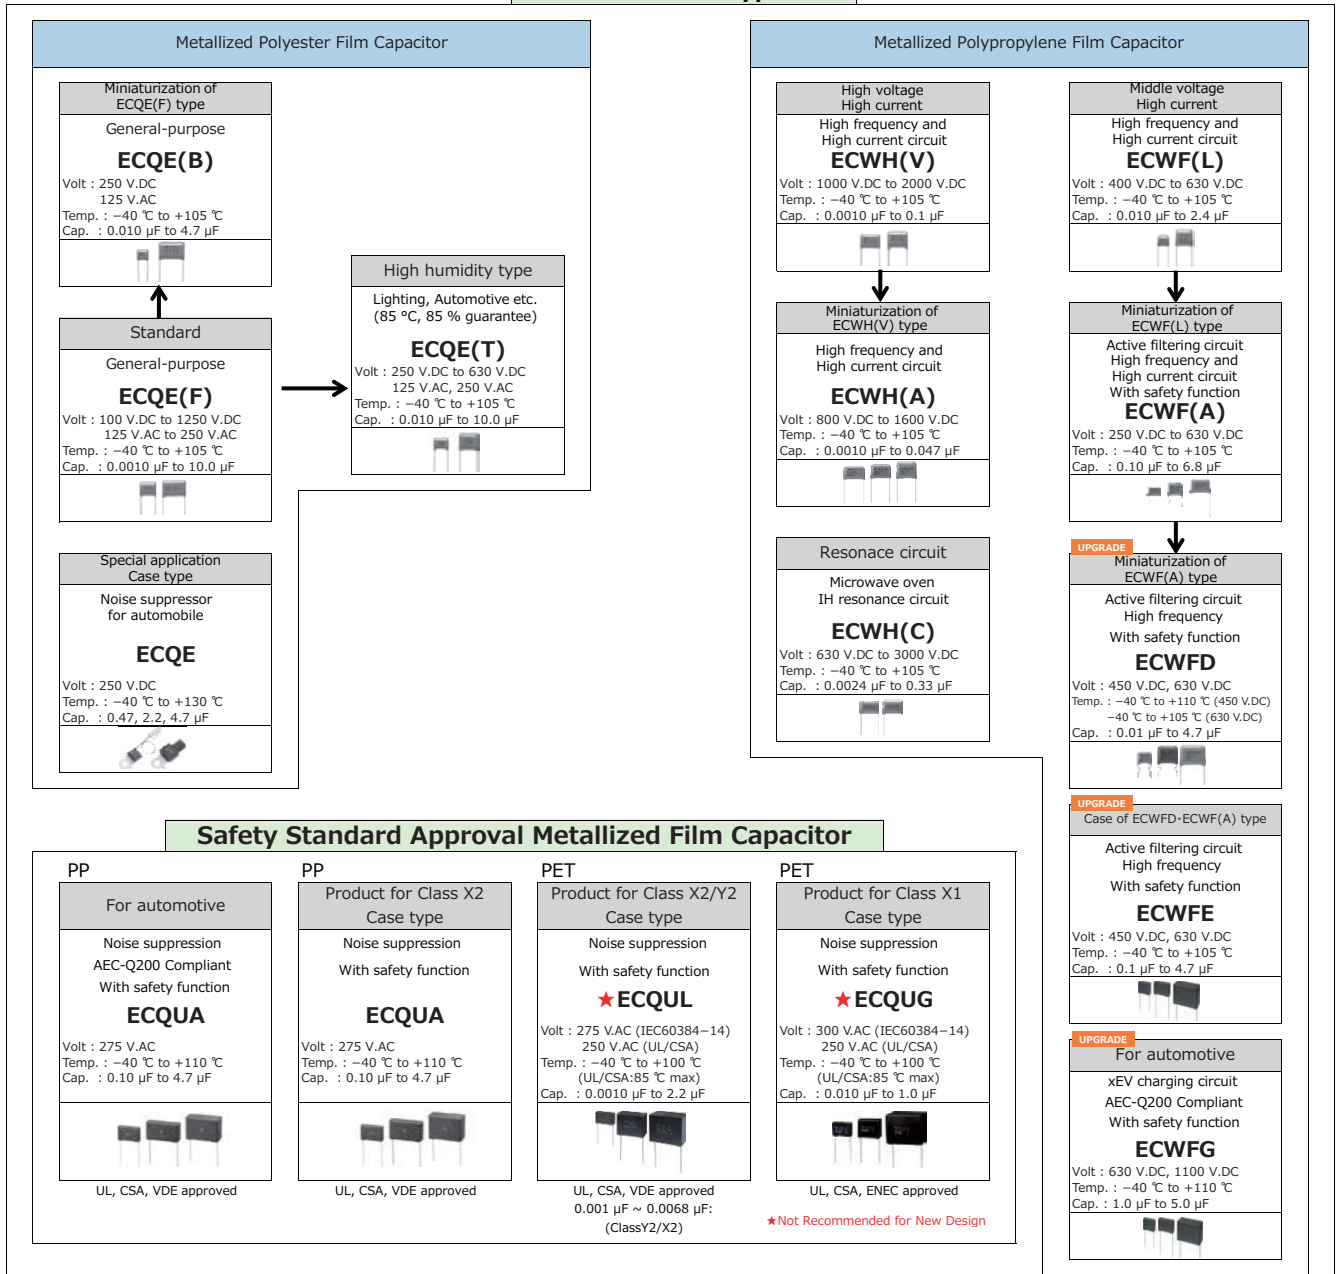 Metallized Polyester Film Capacitor
Miniaturization of
ECQE(F) type
General-purpose
ECQE(B)
Volt : 250 V.DC
125 V.AC
Temp. : −40 ℃ to +105 ℃
Cap. : 0.010 μF to 4.7 μF
Standard
General-purpose
ECQE(F)
Volt : 100 V.DC to 1250 V.DC
125 V.AC to 250 V.AC
Temp. : −40 ℃ to +105 ℃
Cap. : 0.0010 μF to 10.0 μF
High humidity type
Lighting, Automotive etc.
(85 °C, 85 % guarantee)
ECQE(T)
Volt : 250 V.DC to 630 V.DC
125 V.AC, 250 V.AC
Temp. : −40 ℃ to +105 ℃
Cap. : 0.010 μF to 10.0 μF
Special application
Case type
Noise suppressor
for automobile
ECQE
Volt : 250 V.DC
Temp. : −40 ℃ to +130 ℃
Cap. : 0.47, 2.2, 4.7 μF
Metallized Polypropylene Film Capacitor
High voltage
High current
High frequency and
High current circuit
ECWH(V)
Volt : 1000 V.DC to 2000 V.DC
Temp. : −40 ℃ to +105 ℃
Cap. : 0.0010 μF to 0.1 μF
Miniaturization of
ECWH(V) type
High frequency and
High current circuit
ECWH(A)
Volt : 800 V.DC to 1600 V.DC
Temp. : −40 ℃ to +105 ℃
Cap. : 0.0010 μF to 0.047 μF
Resonace circuit
Microwave oven
IH resonance circuit
ECWH(C)
Volt : 630 V.DC to 3000 V.DC
Temp. : −40 ℃ to +105 ℃
Cap. : 0.0024 μF to 0.33 μF
Middle voltage
High current
High frequency and
High current circuit
ECWF(L)
Volt : 400 V.DC to 630 V.DC
Temp. : −40 ℃ to +105 ℃
Cap. : 0.010 μF to 2.4 μF
Miniaturization of
ECWF(L) type
Active filtering circuit
High frequency and
High current circuit
With safety function
ECWF(A)
Volt : 250 V.DC to 630 V.DC
Temp. : −40 ℃ to +105 ℃
Cap. : 0.10 μF to 6.8 μF
UPGRADE
Miniaturization of
ECWF(A) type
Active filtering circuit
High frequency
With safety function
ECWFD
Volt : 450 V.DC, 630 V.DC
Temp. : −40 ℃ to +110 ℃ (450 V.DC)
−40 ℃ to +105 ℃ (630 V.DC)
Cap. : 0.01 μF to 4.7 μF
UPGRADE
Case of ECWFD･ECWF(A) type
Active filtering circuit
High frequency
With safety function
ECWFE
Volt : 450 V.DC, 630 V.DC
Temp. : −40 ℃ to +105 ℃
Cap. : 0.1 μF to 4.7 μF
UPGRADE
For automotive
xEV charging circuit
AEC-Q200 Compliant
With safety function
ECWFG
Volt : 630 V.DC, 1100 V.DC
Temp. : −40 ℃ to +110 ℃
Cap. : 1.0 μF to 5.0 μF
Safety Standard Approval Metallized Film Capacitor
PP
For automotive
Noise suppression
AEC-Q200 Compliant
With safety function
ECQUA
Volt : 275 V.AC
Temp. : −40 ℃ to +110 ℃
Cap. : 0.10 μF to 4.7 μF
UL, CSA, VDE approved
PP
Product for Class X2
Case type
Noise suppression
With safety function
ECQUA
Volt : 275 V.AC
Temp. : −40 ℃ to +110 ℃
Cap. : 0.10 μF to 4.7 μF
UL, CSA, VDE approved
PET
Product for Class X2/Y2
Case type
Noise suppression
With safety function
★ECQUL
Volt : 275 V.AC (IEC60384−14)
250 V.AC (UL/CSA)
Temp. : −40 ℃ to +100 ℃
(UL/CSA:85 ℃ max)
Cap. : 0.0010 μF to 2.2 μF
UL, CSA, VDE approved
0.001 μF ~ 0.0068 μF:
(ClassY2/X2)
PET
Product for Class X1
Case type
Noise suppression
With safety function
★ECQUG
Volt : 300 V.AC (IEC60384−14)
250 V.AC (UL/CSA)
Temp. : −40 ℃ to +100 ℃
(UL/CSA:85 ℃ max)
Cap. : 0.010 μF to 1.0 μF
UL, CSA, ENEC approved
★Not Recommended for New Design